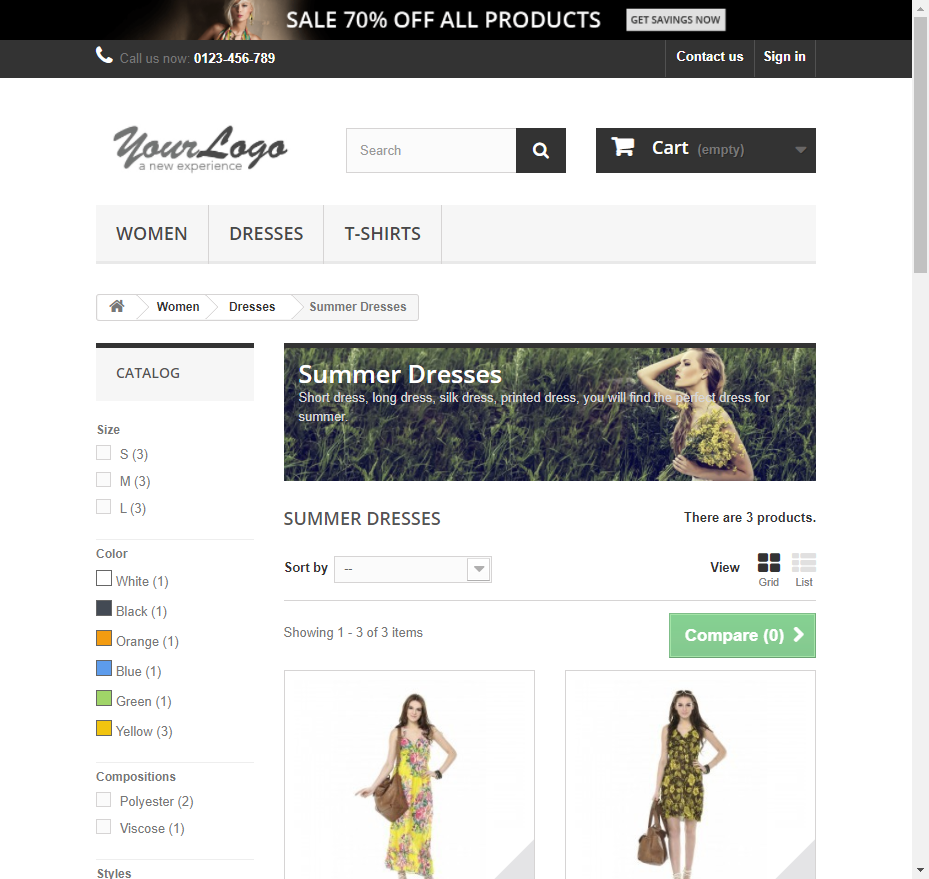 SALE 70% OFF ALL PRODUCTS GET SAVINGS NOW
Call us now: 0123-456-789
Contact us
Sign in
YourLogo
a new experience
Search
Cart (empty)
WOMEN
DRESSES
T-SHIRTS
Women
Dresses
Summer Dresses
CATALOG
Size
S (3)
M (3)
L (3)
Color
White (1)
Black (1)
Orange (1)
Blue (1)
Green (1)
Yellow (3)
Compositions
Polyester (2)
Viscose (1)
Styles
Summer Dresses
Short dress, long dress, silk dress, printed dress, you will find the perfect dress for
summer.
SUMMER DRESSES
There are 3 products.
Sort by --
View
Grid
List
Showing 1 - 3 of 3 items
Compare (0)